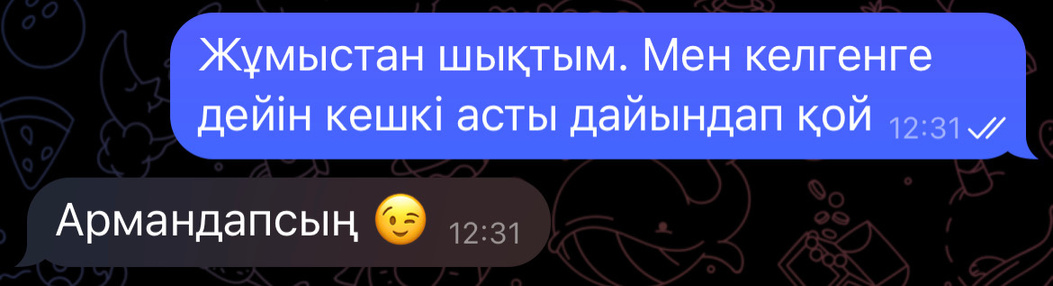 Жұмыстан шықтым. Мен келгенге
дейін кешкі асты дайындап қой 12:31
Армандапсың 😉 12:31